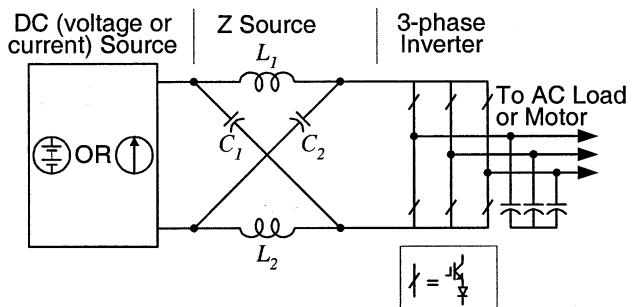 DC (voltage or
current) Source
Z Source
3-phase
Inverter
L1
To AC Load
or Motor
OR
C1
C2
L2
=